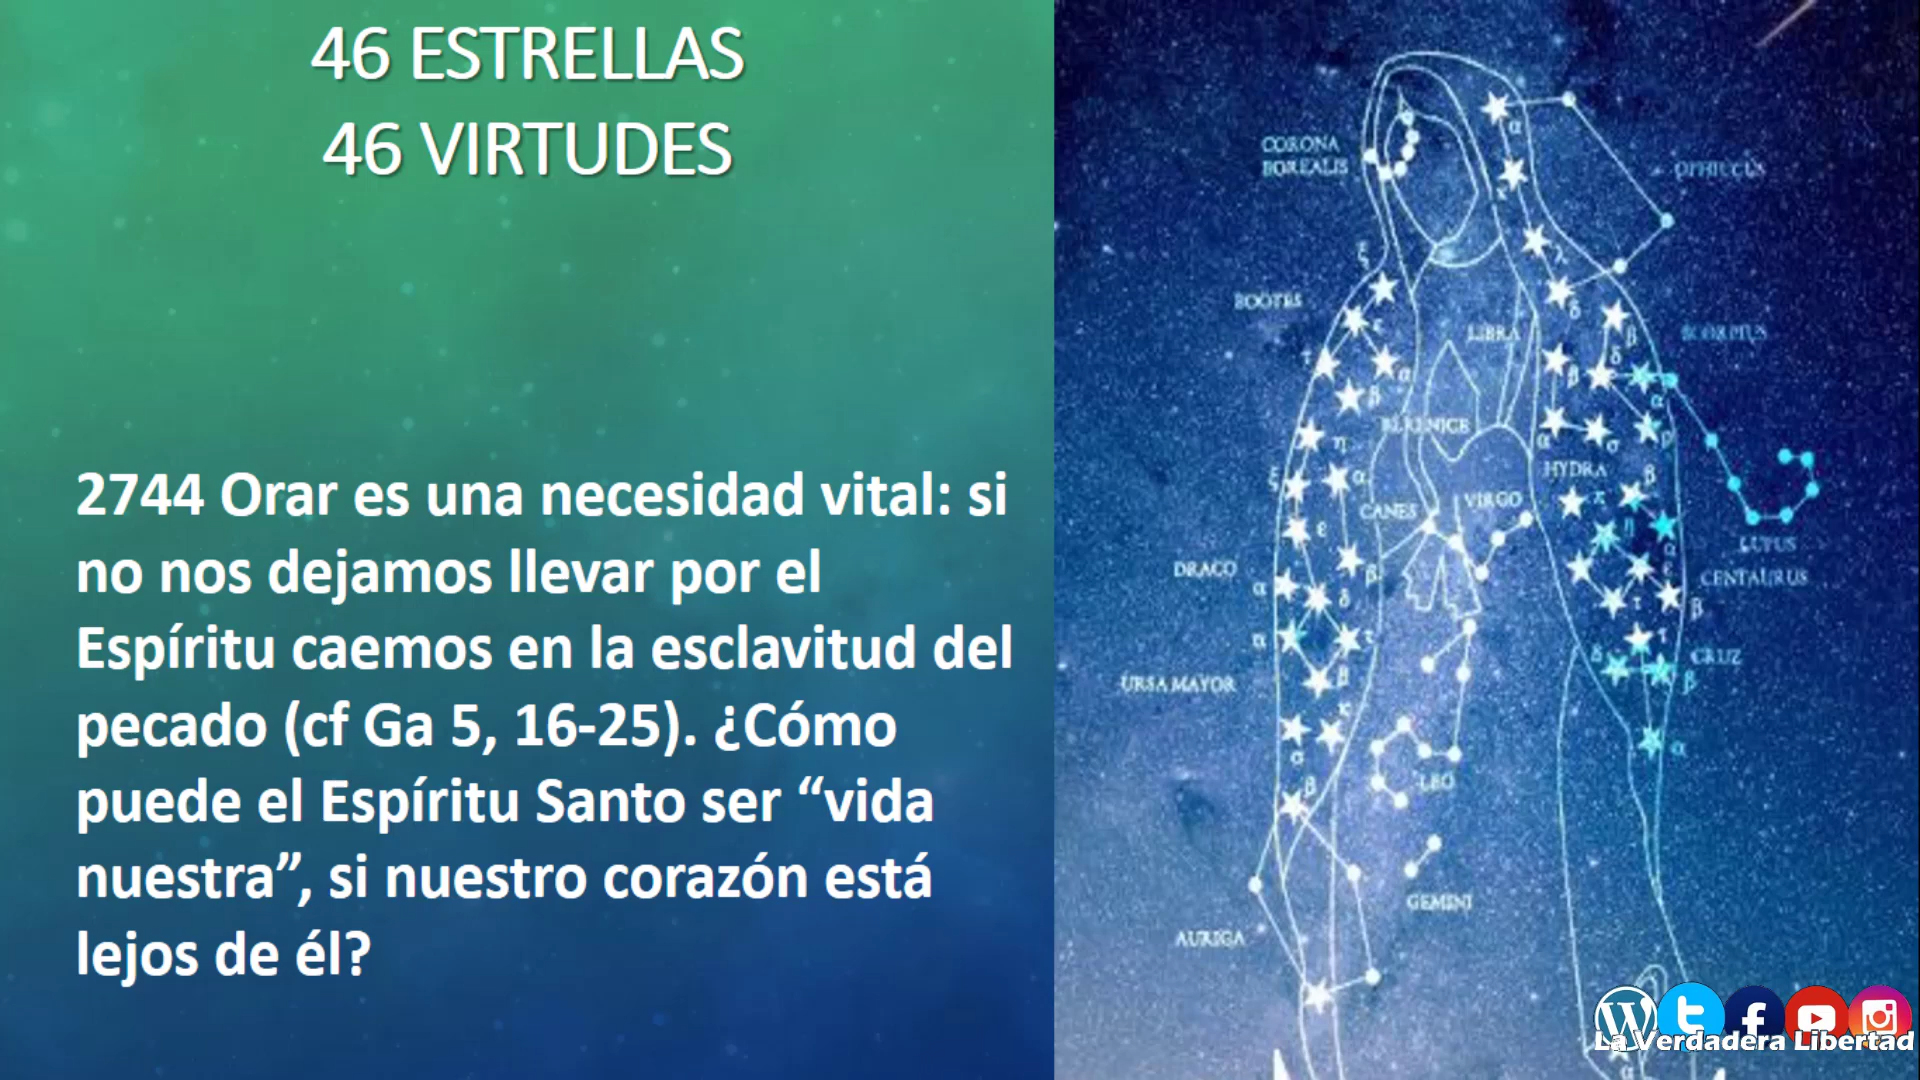 46 ESTRELLAS
46 VIRTUDES
2744 Orar es una necesidad vital: si
no nos dejamos llevar por el
Espíritu caemos en la esclavitud del
pecado (cf Ga 5, 16-25). ¿Cómo
puede el Espíritu Santo ser “vida
nuestra”, si nuestro corazón está
lejos de él?
CORONA
BOREALIS
OPHIUCUS
BOOTES
LIBRA
SCORPIUS
BERENICE
HYDRA
CANES
VIRGO
LUPUS
DRACO
CENTAURUS
CRUZ
URSA MAYOR
LEO
GEMINI
AURIGA
La Verdadera Libertad